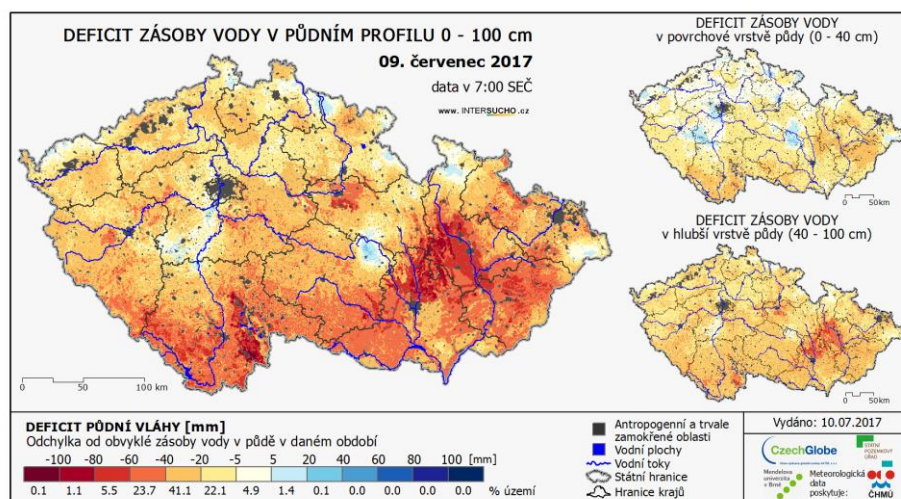 DEFICIT ZÁSOBY VODY V PŮDNÍM PROFILU 0 - 100 cm
09. červenec 2017
data v 7:00 SEČ
www. INTERSUCHO.cz
0 50 100 km
DEFICIT ZÁSOBY VODY
v povrchové vrstvě půdy (0 - 40 cm)
0 50km
DEFICIT ZÁSOBY VODY
v hlubší vrstvě půdy (40 - 100 cm)
0 50km
DEFICIT PŮDNÍ VLÁHY [mm]
Odchylka od obvyklé zásoby vody v půdě v daném období
-100 -80 -60 -40 -20 0 20 40 60 80 100 [mm]
0.1 1.1 5.5 23.7 41.1 22.1 4.9 1.4 0.1 0.0 0.0 0.0 % území
Antropogenní a trvale
zamokřené oblasti
Vodní plochy
Vodní toky
Státní hranice
Hranice krajů
Vydáno: 10.07.2017
CzechGlobe
STÁTNÍ
POZEMKOVÝ
ÚŘAD
Mendelova
univerzita
v Brně
Meteorologická
data
poskytuje:
ČHMÚ